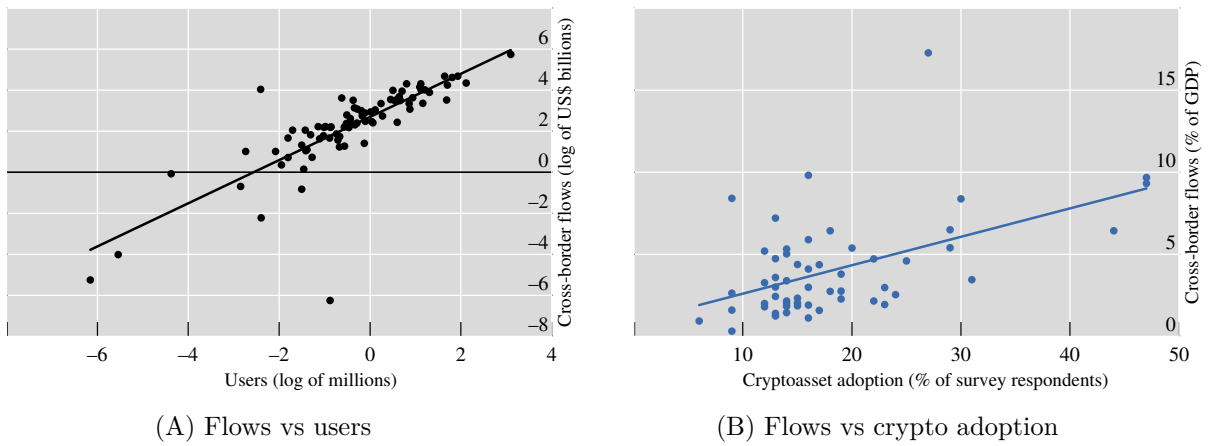 6
4
2
0
−2
−4
−6
−8
Cross-border flows (log of US$ billions)
−6 −4 −2 0 2 4
Users (log of millions)
(A) Flows vs users
15
10
5
0
Cross-border flows (% of GDP)
10 20 30 40 50
Cryptoasset adoption (% of survey respondents)
(B) Flows vs crypto adoption